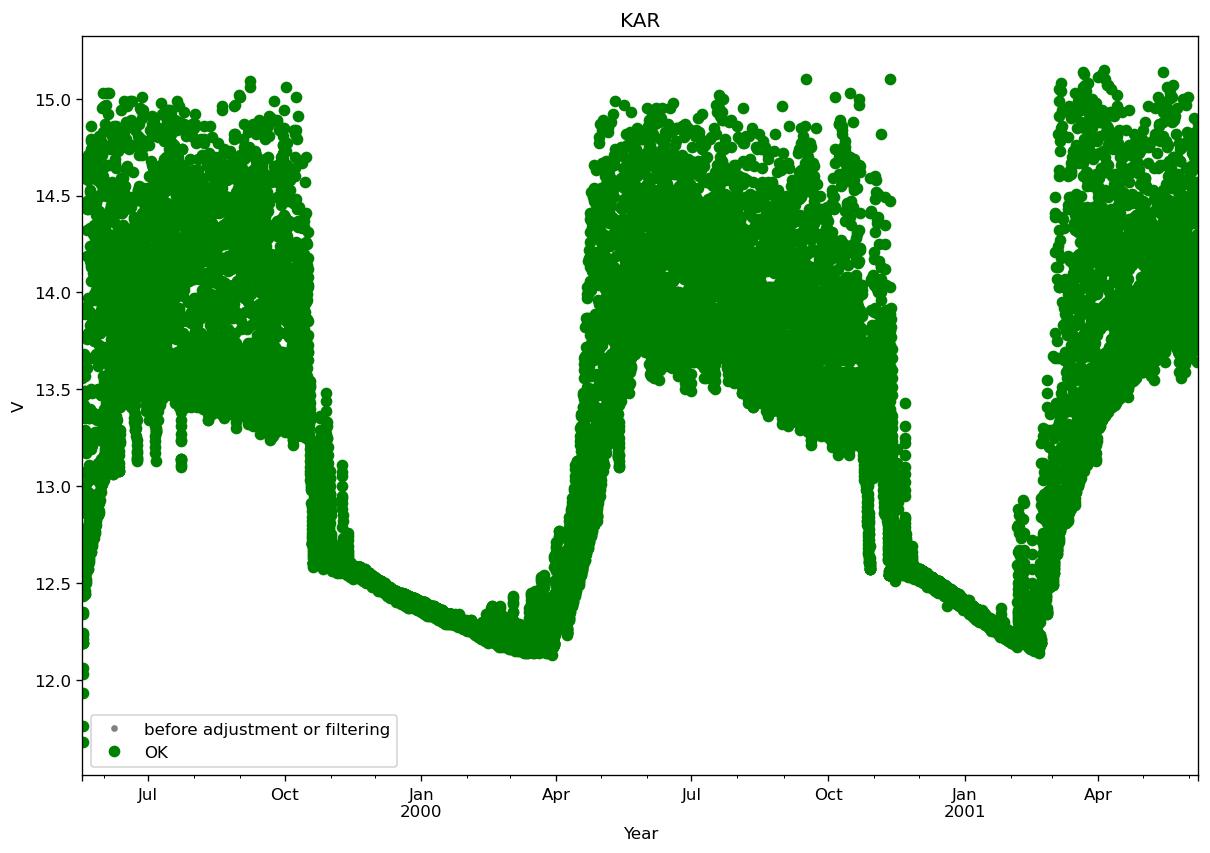 KAR
15.0
14.5
14.0
13.5
13.0
12.5
12.0
V
before adjustment or filtering
OK
Jul Oct Jan Apr Jul Oct Jan Apr
2000 2001
Year